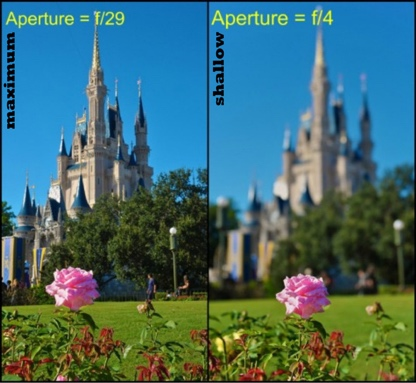 Aperture = f/29
maximum
Aperture = f/4
shallow